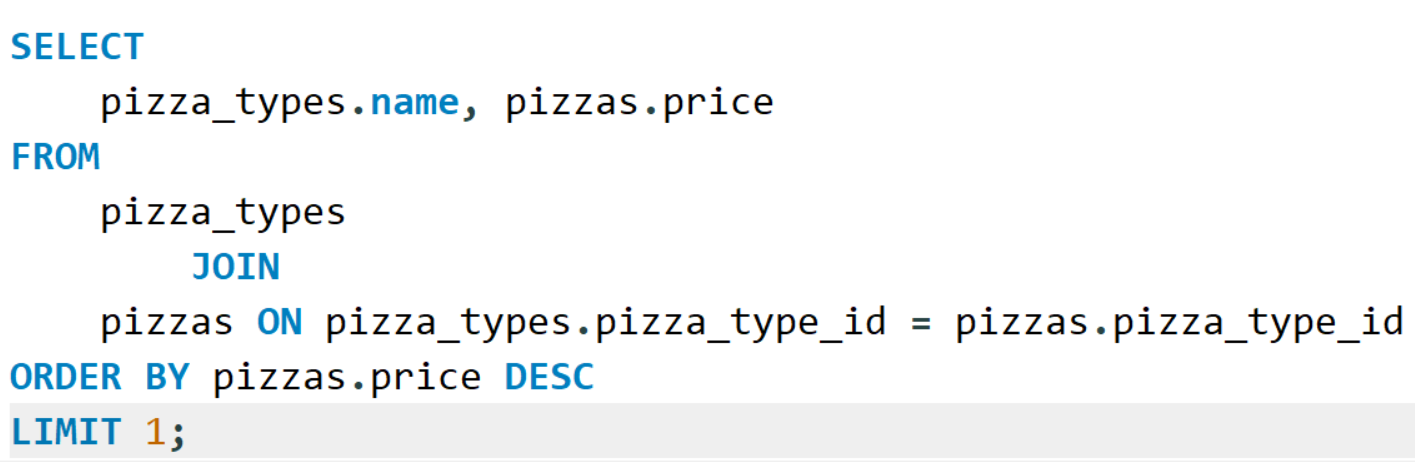 SELECT
    pizza_types.name, pizzas.price
FROM
    pizza_types
        JOIN
    pizzas ON pizza_types.pizza_type_id = pizzas.pizza_type_id
ORDER BY pizzas.price DESC
LIMIT 1;